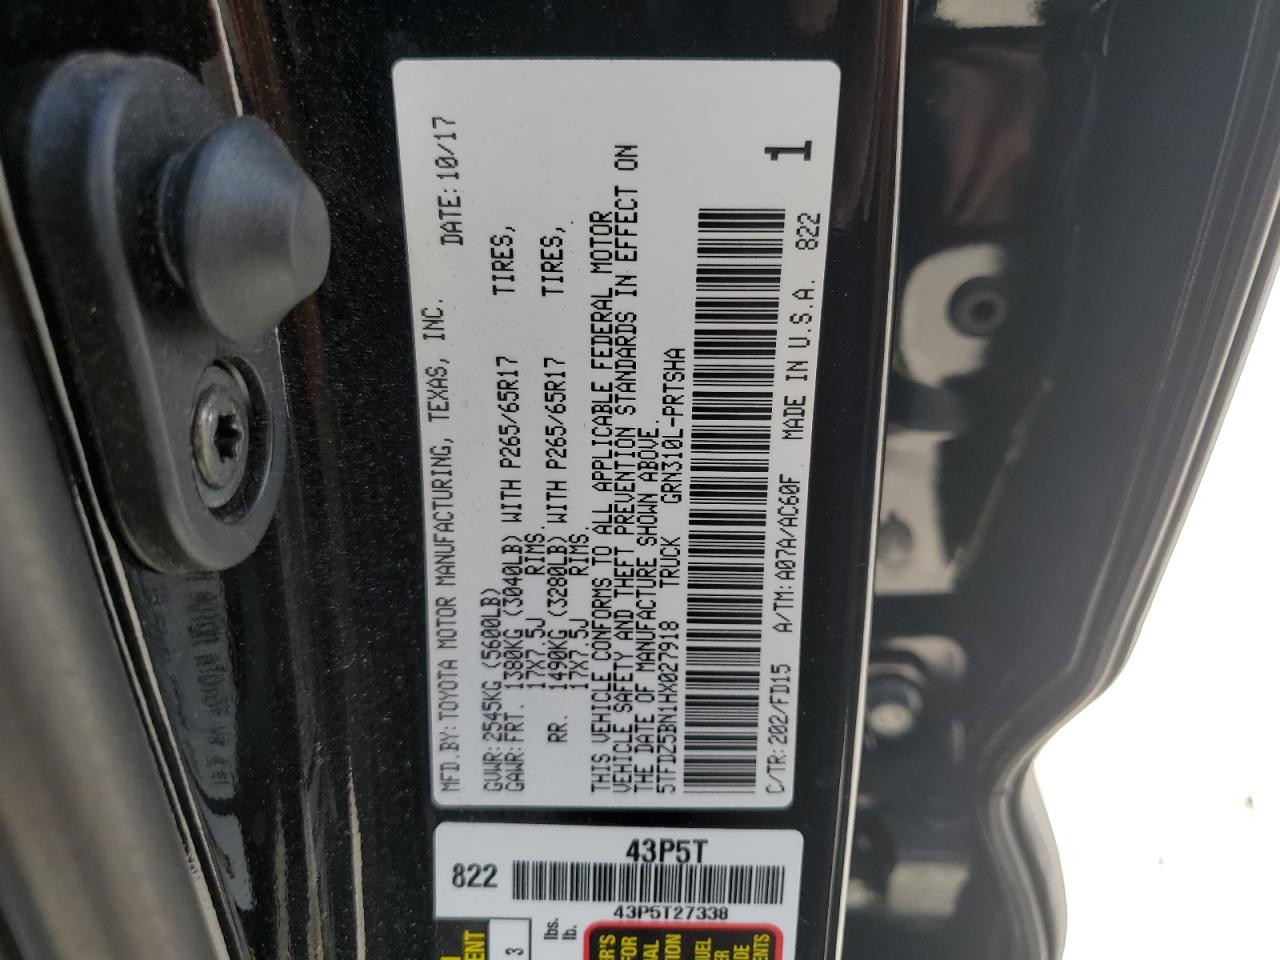 MFD.BY:TOYOTA MOTOR MANUFACTURING, TEXAS, INC. DATE:10/17
GVWR:2545KG (5600LB)
GAWR:FRT. 1380KG (3040LB) WITH P265/65R17 TIRES,
17X7.5J RIMS.
RR. 1490KG (3280LB) WITH P265/65R17 TIRES,
17X7.5J RIMS.
THIS VEHICLE CONFORMS TO ALL APPLICABLE FEDERAL MOTOR
VEHICLE SAFETY AND THEFT PREVENTION STANDARDS IN EFFECT ON
THE DATE OF MANUFACTURE SHOWN ABOVE.
5TFDZ5BN1HX027918 TRUCK GRN310L-PRTSHA
1
C/TR:202/FD15 A/TM:A07A/AC60F MADE IN U.S.A. 822
43P5T
822
43P5T27338
3
lbs.
lb.